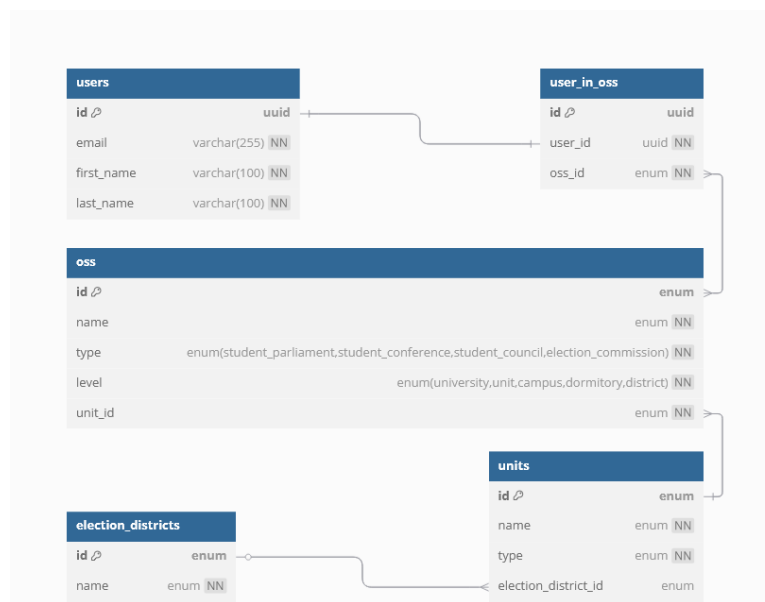 users
id uuid
email varchar(255) NN
first_name varchar(100) NN
last_name varchar(100) NN
user_in_oss
id uuid
user_id uuid NN
oss_id enum NN
oss
id enum
name enum NN
type enum(student_parliament,student_conference,student_council,election_commission) NN
level enum(university,unit,campus,dormitory,district) NN
unit_id enum NN
units
id enum
name enum NN
type enum NN
election_district_id enum
election_districts
id enum
name enum NN